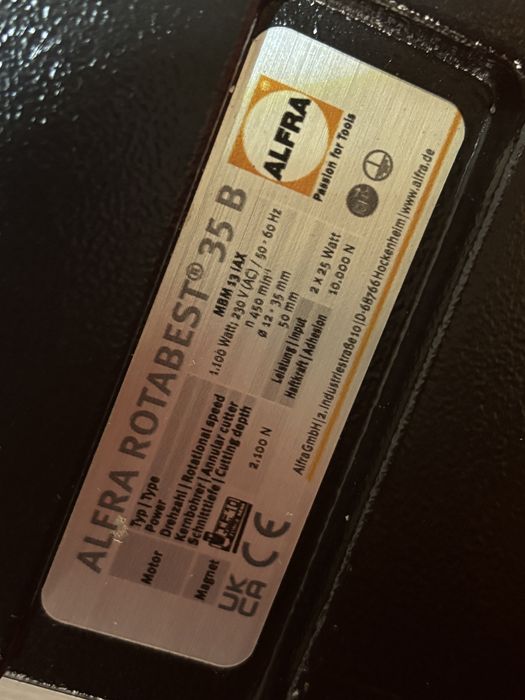 ALFRA ROTABEST® 35 B
ALFRA
Passion for Tools
Motor
Typ | Type MBM 13 IAX
Power 1.100 Watt, 230 V (AC) / 50 - 60 Hz
Drehzahl | Rotational speed n 450 min⁻¹
Kernbohrer | Annular cutter Ø 12 - 35 mm
Schnitttiefe | Cutting depth 50 mm
Magnet
2.100 N
Leistung | Input 2 x 25 Watt
Haftkraft | Adhesion 10.000 N
UK
CA
CE
Alfra GmbH | 2. Industriestraße 10 | D-68766 Hockenheim | www.alfra.de